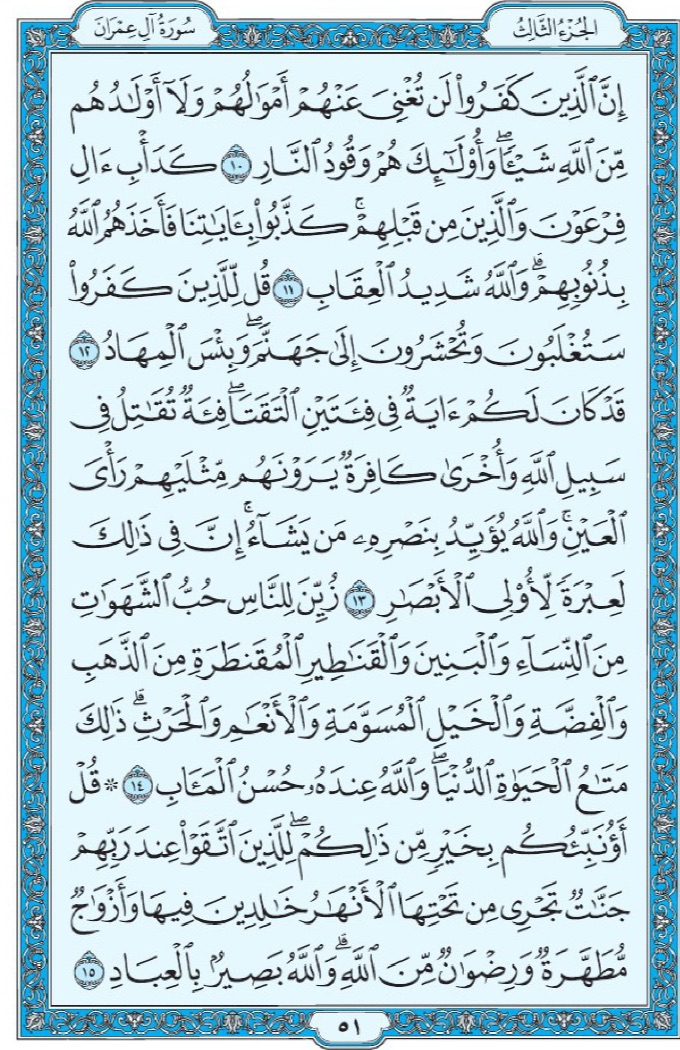 الجُزْءُ الثَّالِثُ
سُورَةُ آلِ عِمْرَانَ
إِنَّ ٱلَّذِينَ كَفَرُوا۟ لَن تُغْنِىَ عَنْهُمْ أَمْوَٰلُهُمْ وَلَآ أَوْلَٰدُهُم
مِّنَ ٱللَّهِ شَيْـًٔاۖ وَأُو۟لَٰٓئِكَ هُمْ وَقُودُ ٱلنَّارِ ١٠ كَدَأْبِ ءَالِ
فِرْعَوْنَ وَٱلَّذِينَ مِن قَبْلِهِمْۚ كَذَّبُوا۟ بِـَٔايَٰتِنَا فَأَخَذَهُمُ ٱللَّهُ
بِذُنُوبِهِمْۗ وَٱللَّهُ شَدِيدُ ٱلْعِقَابِ ١١ قُل لِّلَّذِينَ كَفَرُوا۟
سَتُغْلَبُونَ وَتُحْشَرُونَ إِلَىٰ جَهَنَّمَۖ وَبِئْسَ ٱلْمِهَادُ ١٢
قَدْ كَانَ لَكُمْ ءَايَةٌ فِى فِئَتَيْنِ ٱلْتَقَتَاۖ فِئَةٌ تُقَٰتِلُ فِى
سَبِيلِ ٱللَّهِ وَأُخْرَىٰ كَافِرَةٌ يَرَوْنَهُم مِّثْلَيْهِمْ رَأْىَ
ٱلْعَيْنِۚ وَٱللَّهُ يُؤَيِّدُ بِنَصْرِهِۦ مَن يَشَآءُۚ إِنَّ فِى ذَٰلِكَ
لَعِبْرَةً لِّأُو۟لِى ٱلْأَبْصَٰرِ ١٣ زُيِّنَ لِلنَّاسِ حُبُّ ٱلشَّهَوَٰتِ
مِنَ ٱلنِّسَآءِ وَٱلْبَنِينَ وَٱلْقَنَٰطِيرِ ٱلْمُقَنطَرَةِ مِنَ ٱلذَّهَبِ
وَٱلْفِضَّةِ وَٱلْخَيْلِ ٱلْمُسَوَّمَةِ وَٱلْأَنْعَٰمِ وَٱلْحَرْثِۗ ذَٰلِكَ
مَتَٰعُ ٱلْحَيَوٰةِ ٱلدُّنْيَاۖ وَٱللَّهُ عِندَهُۥ حُسْنُ ٱلْمَـَٔابِ ١٤ ۞ قُلْ
أَؤُنَبِّئُكُم بِخَيْرٍ مِّن ذَٰلِكُمْۖ لِلَّذِينَ ٱتَّقَوْا۟ عِندَ رَبِّهِمْ
جَنَّٰتٌ تَجْرِى مِن تَحْتِهَا ٱلْأَنْهَٰرُ خَٰلِدِينَ فِيهَا وَأَزْوَٰجٌ
مُّطَهَّرَةٌ وَرِضْوَٰنٌ مِّنَ ٱللَّهِۗ وَٱللَّهُ بَصِيرٌۢ بِٱلْعِبَادِ ١٥
٥١